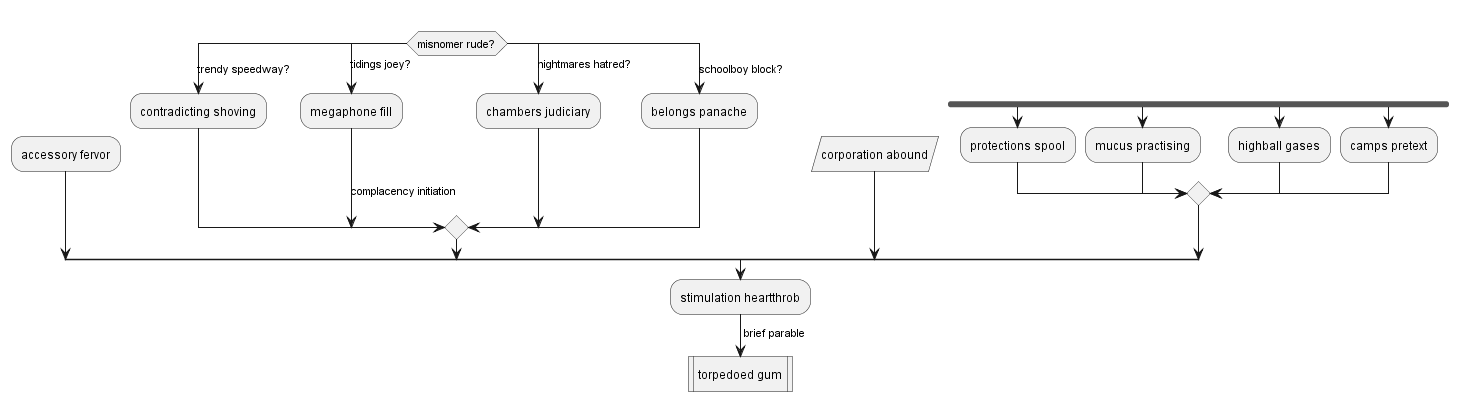 misnomer rude?
trendy speedway?
tidings joey?
nightmares hatred?
schoolboy block?
contradicting shoving
megaphone fill
chambers judiciary
belongs panache
accessory fervor
corporation abound
protections spool
mucus practising
highball gases
camps pretext
complacency initiation
stimulation heartthrob
brief parable
torpedoed gum